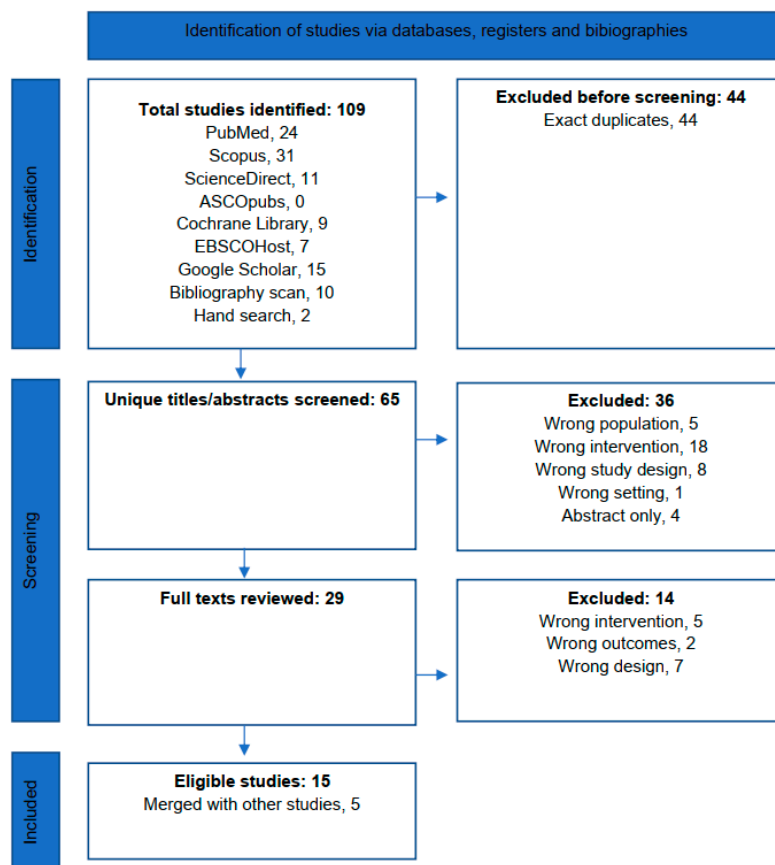 Identification of studies via databases, registers and bibiographies
Identification
Total studies identified: 109
PubMed, 24
Scopus, 31
ScienceDirect, 11
ASCOpubs, 0
Cochrane Library, 9
EBSCOHost, 7
Google Scholar, 15
Bibliography scan, 10
Hand search, 2
Excluded before screening: 44
Exact duplicates, 44
Screening
Unique titles/abstracts screened: 65
Excluded: 36
Wrong population, 5
Wrong intervention, 18
Wrong study design, 8
Wrong setting, 1
Abstract only, 4
Full texts reviewed: 29
Excluded: 14
Wrong intervention, 5
Wrong outcomes, 2
Wrong design, 7
Included
Eligible studies: 15
Merged with other studies, 5